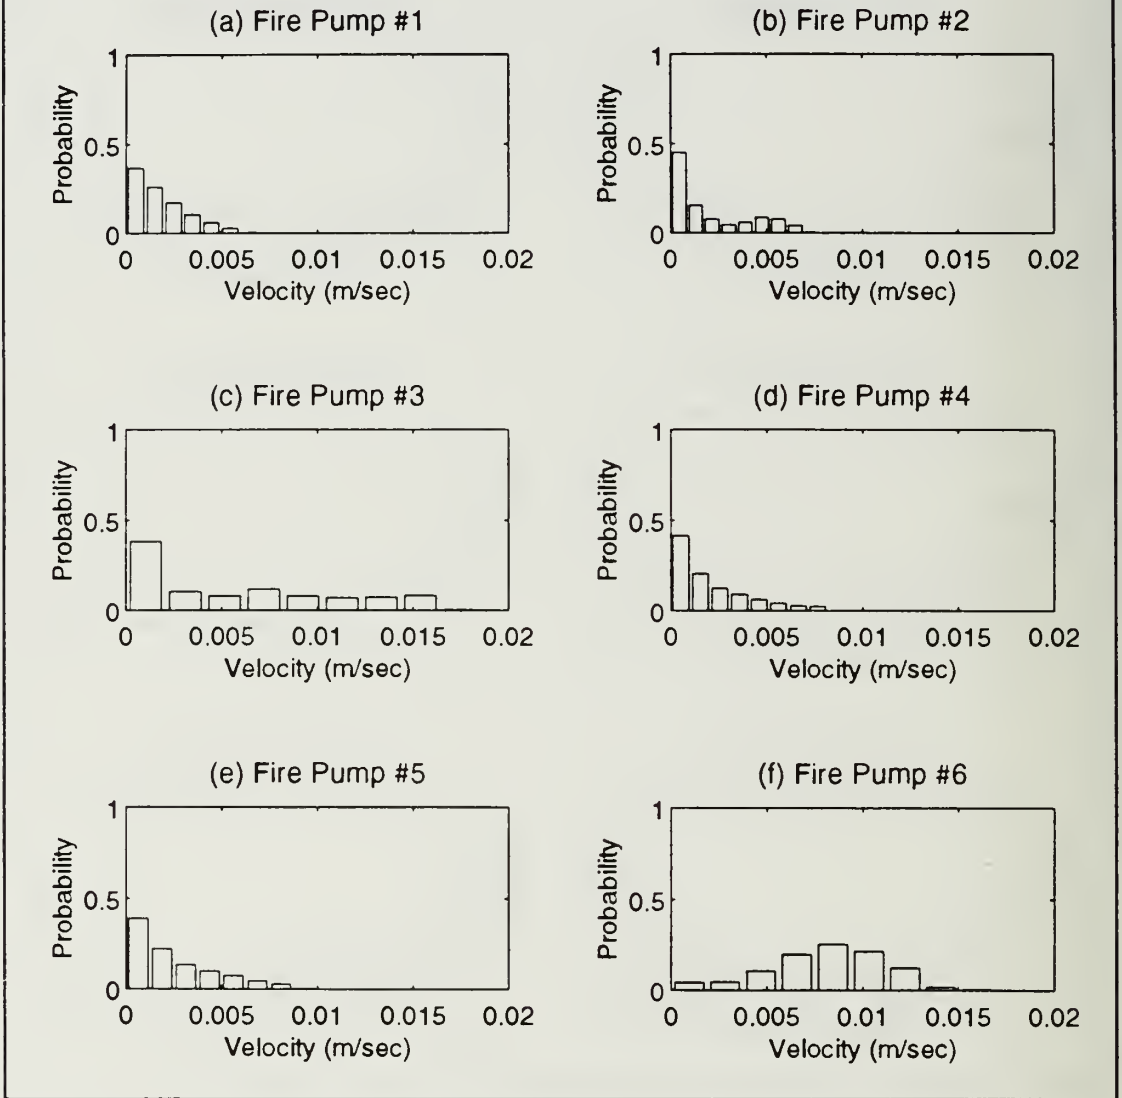 (a) Fire Pump #1
1
0.5
0
Probability
0 0.005 0.01 0.015 0.02
Velocity (m/sec)
(b) Fire Pump #2
1
0.5
0
Probability
0 0.005 0.01 0.015 0.02
Velocity (m/sec)
(c) Fire Pump #3
1
0.5
0
Probability
0 0.005 0.01 0.015 0.02
Velocity (m/sec)
(d) Fire Pump #4
1
0.5
0
Probability
0 0.005 0.01 0.015 0.02
Velocity (m/sec)
(e) Fire Pump #5
1
0.5
0
Probability
0 0.005 0.01 0.015 0.02
Velocity (m/sec)
(f) Fire Pump #6
1
0.5
0
Probability
0 0.005 0.01 0.015 0.02
Velocity (m/sec)